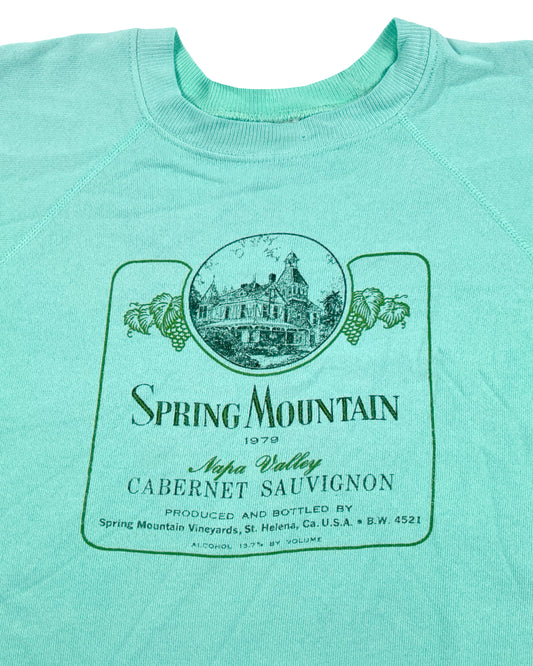 SPRING MOUNTAIN
1979
Napa Valley
CABERNET SAUVIGNON
PRODUCED AND BOTTLED BY
Spring Mountain Vineyards, St. Helena, Ca. U.S.A. • B.W. 4521
ALCOHOL 13.7% BY VOLUME